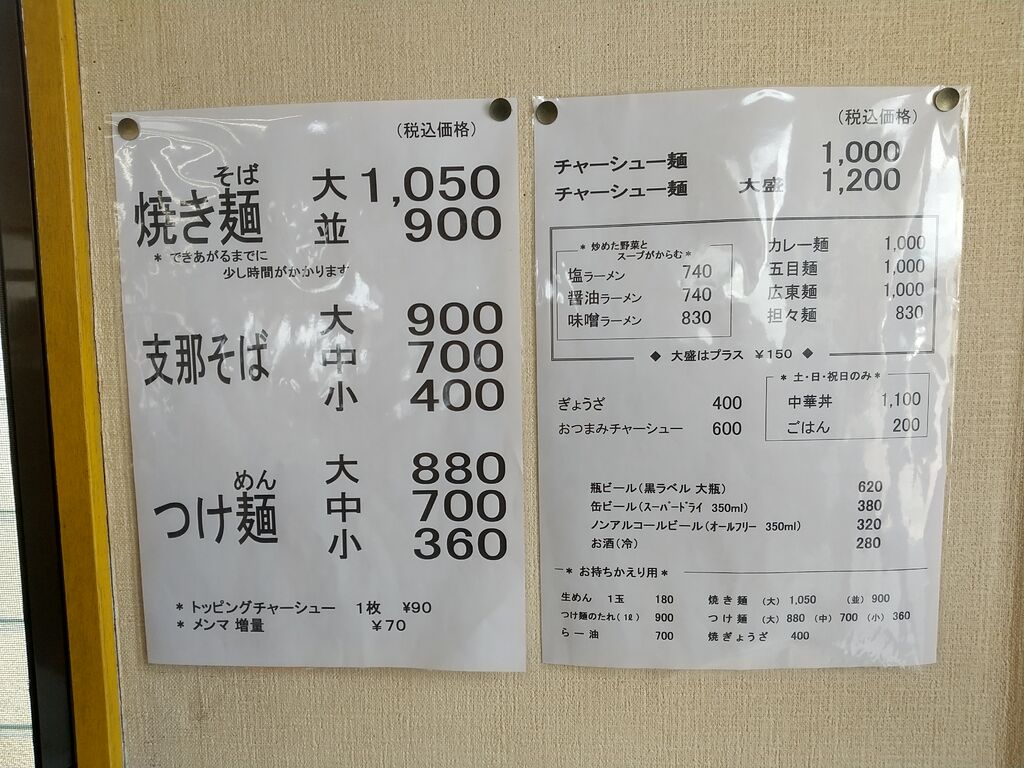 (税込価格)
そば
焼き麺 大 1,050
並 900
* できあがるまでに
少し時間がかかります
支那そば 大 900
中 700
小 400
めん
つけ麺 大 880
中 700
小 360
* トッピングチャーシュー 1枚 ¥90
* メンマ 増量 ¥70
(税込価格)
チャーシュー麺 1,000
チャーシュー麺 大盛 1,200
* 炒めた野菜と
スープがからむ *
塩ラーメン 740
醤油ラーメン 740
味噌ラーメン 830
カレー麺 1,000
五目麺 1,000
広東麺 1,000
担々麺 830
◆ 大盛はプラス ¥150 ◆
ぎょうざ 400
おつまみチャーシュー 600
* 土・日・祝日のみ *
中華丼 1,100
ごはん 200
瓶ビール(黒ラベル 大瓶) 620
缶ビール(スーパードライ 350ml) 380
ノンアルコールビール(オールフリー 350ml) 320
お酒(冷) 280
* お持ちかえり用 *
生めん 1玉 180
つけ麺のたれ(1ℓ) 900
らー油 700
焼き麺 (大) 1,050 (並) 900
つけ麺 (大) 880 (中) 700 (小) 360
焼ぎょうざ 400